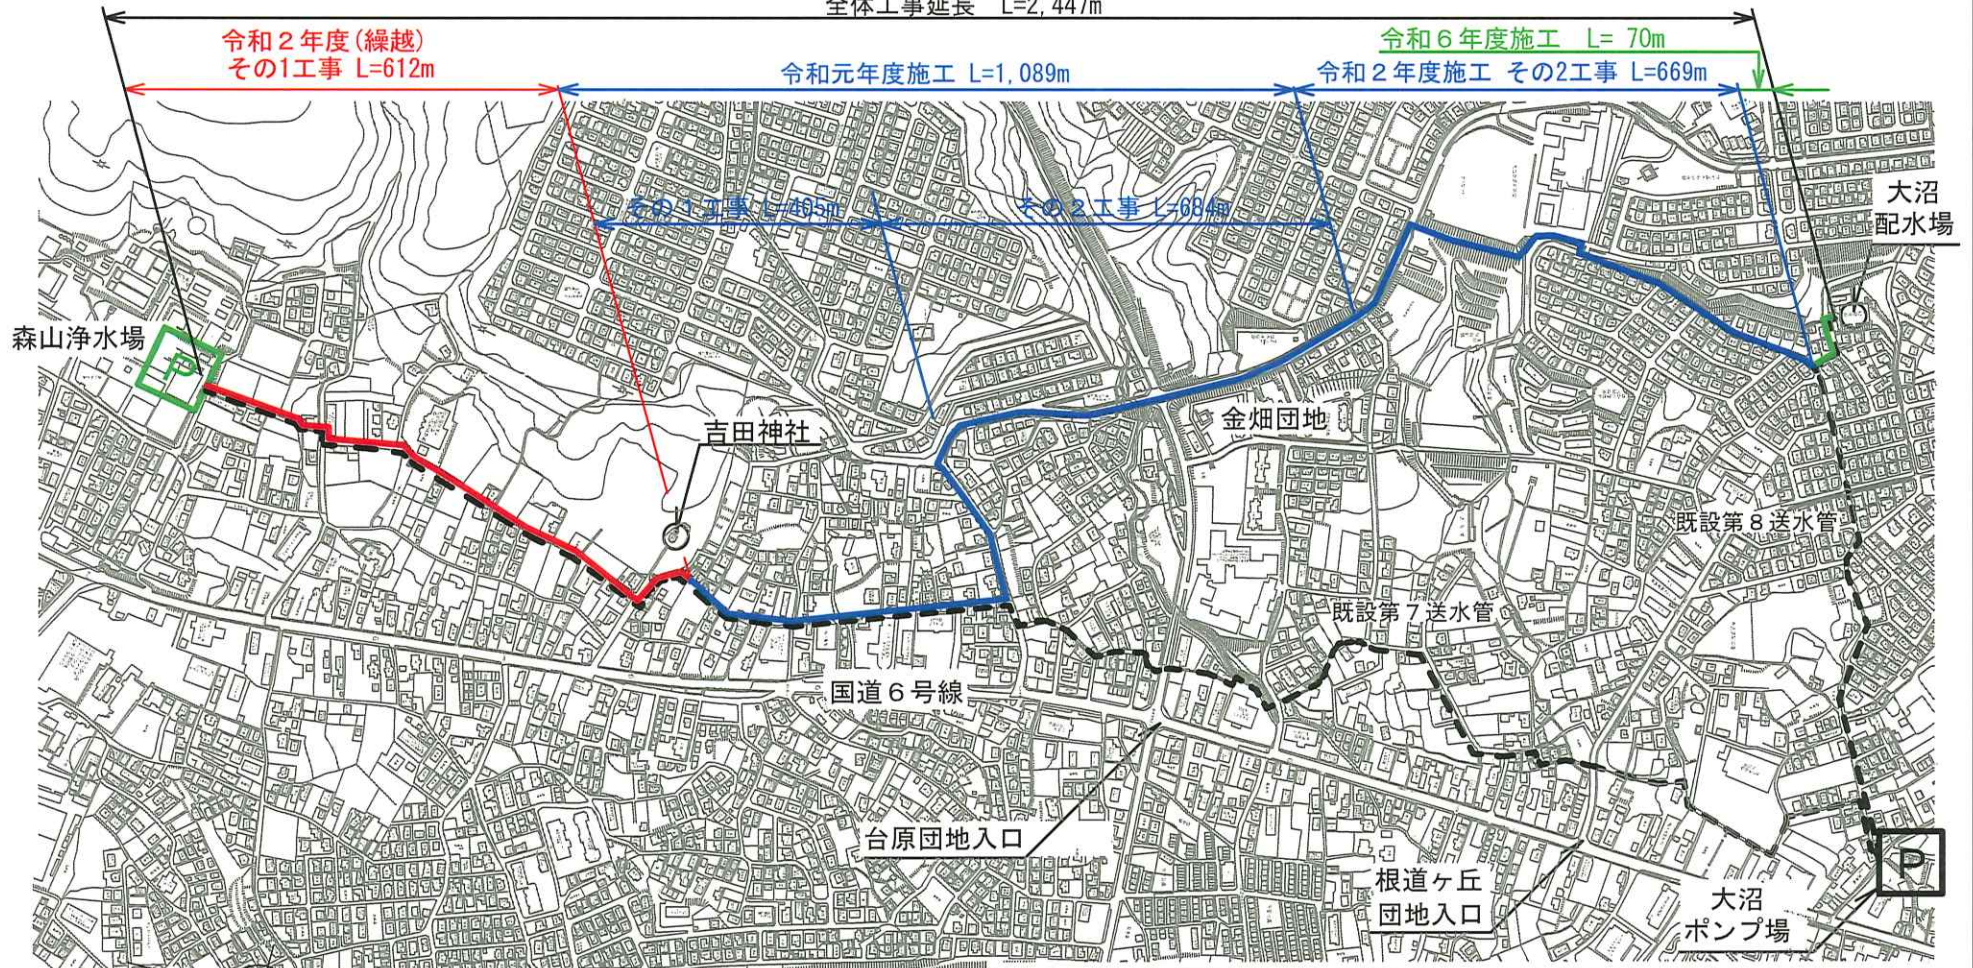 全体工事延長 L=2,447m
令和2年度(繰越)
その1工事 L=612m
令和元年度施工 L=1,089m
令和6年度施工 L= 70m
令和2年度施工 その2工事 L=669m
その1工事 L=405m
その2工事 L=684m
大沼
配水場
森山浄水場
P
吉田神社
金畑団地
既設第8送水管
既設第7送水管
国道6号線
台原団地入口
根道ヶ丘
団地入口
大沼
ポンプ場
P